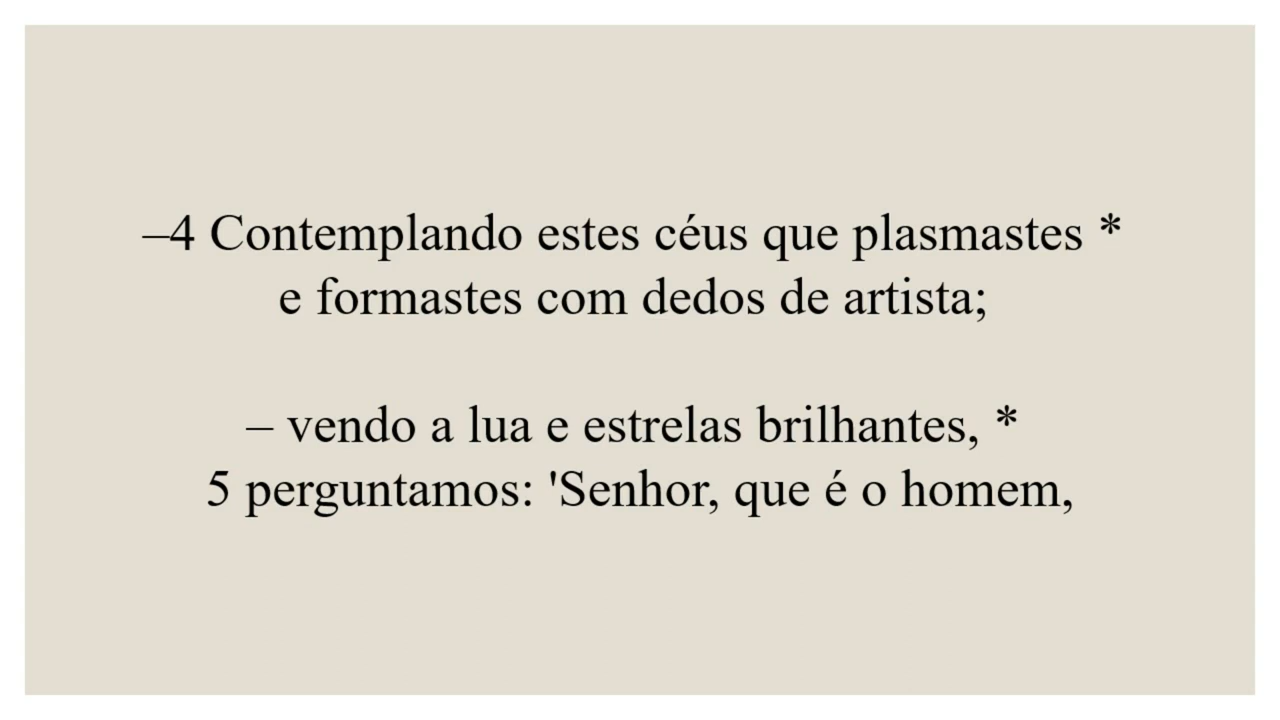 –4 Contemplando estes céus que plasmastes *
e formastes com dedos de artista;
– vendo a lua e estrelas brilhantes, *
5 perguntamos: 'Senhor, que é o homem,